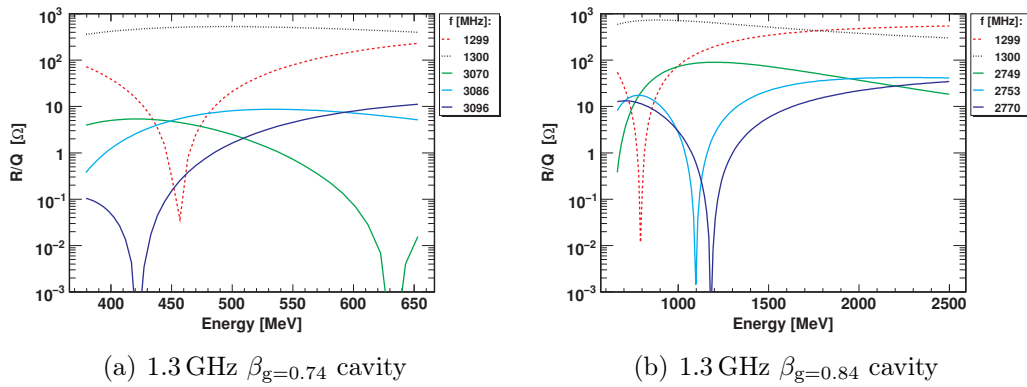 f [MHz]:
1299
1300
3070
3086
3096
R/Q [Ω]
10³
10²
10
1
10⁻¹
10⁻²
10⁻³
400 450 500 550 600 650
Energy [MeV]
(a) 1.3 GHz βg=0.74 cavity
f [MHz]:
1299
1300
2749
2753
2770
R/Q [Ω]
10³
10²
10
1
10⁻¹
10⁻²
10⁻³
1000 1500 2000 2500
Energy [MeV]
(b) 1.3 GHz βg=0.84 cavity